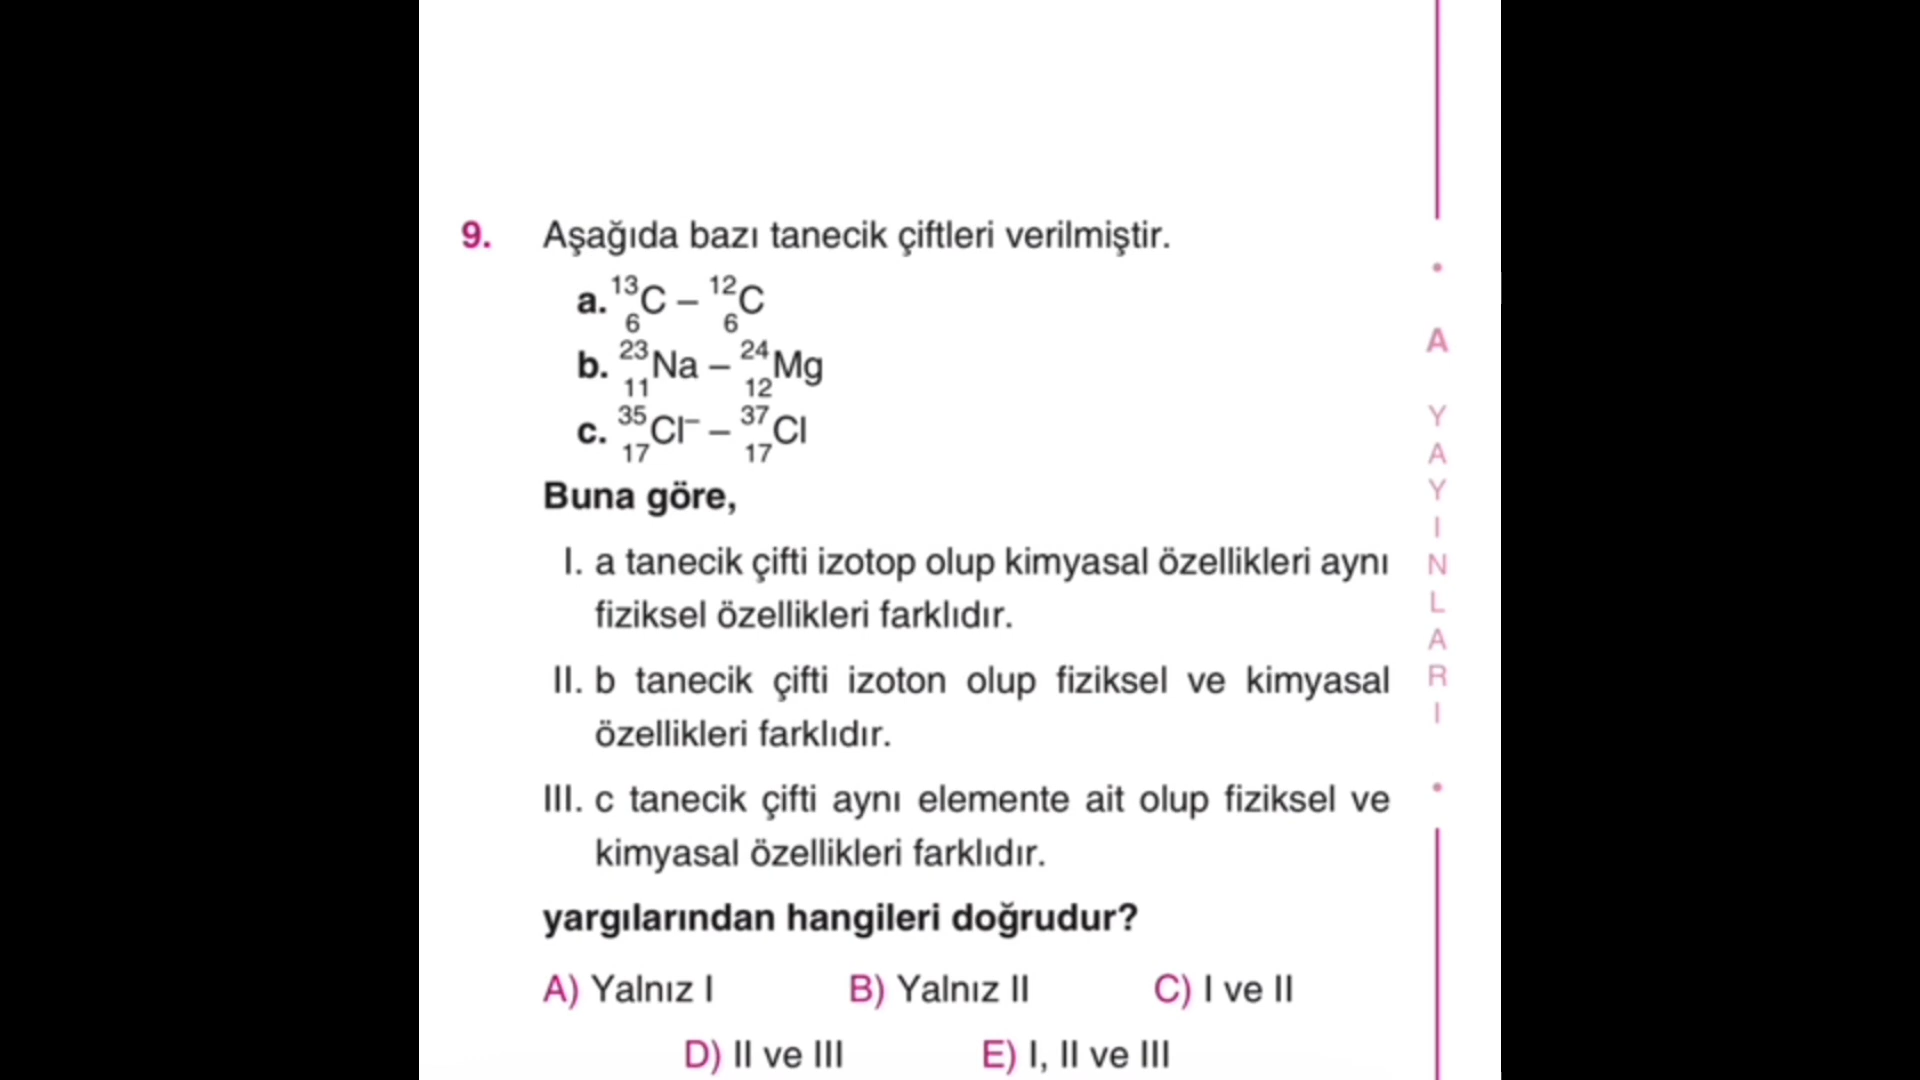 9. Aşağıda bazı tanecik çiftleri verilmiştir.
a. ¹³₆C – ¹²₆C
b. ²³₁₁Na – ²⁴₁₂Mg
c. ³⁵₁₇Cl⁻ – ³⁷₁₇Cl
Buna göre,
I. a tanecik çifti izotop olup kimyasal özellikleri aynı
fiziksel özellikleri farklıdır.
II. b tanecik çifti izoton olup fiziksel ve kimyasal
özellikleri farklıdır.
III. c tanecik çifti aynı elemente ait olup fiziksel ve
kimyasal özellikleri farklıdır.
yargılarından hangileri doğrudur?
A) Yalnız I B) Yalnız II C) I ve II
D) II ve III E) I, II ve III
A YAYINLARI